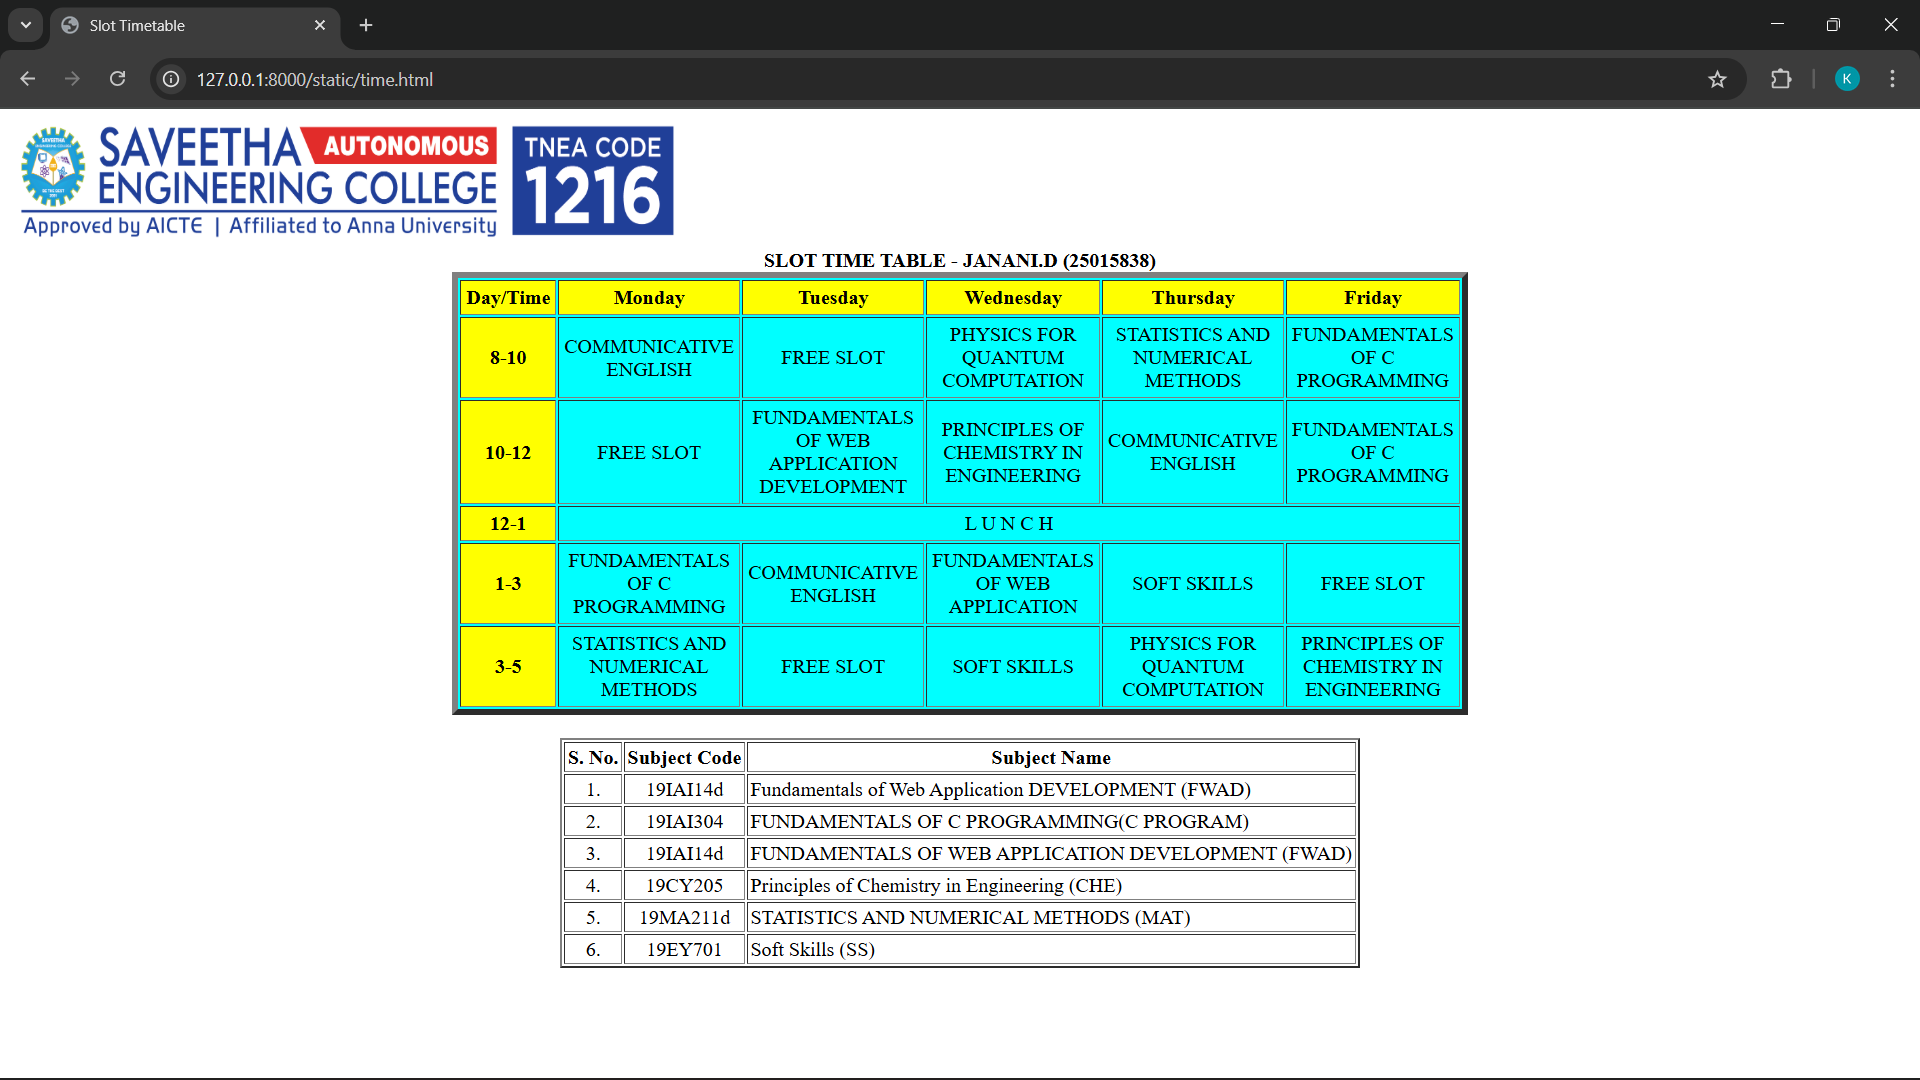 Slot Timetable
127.0.0.1:8000/static/time.html
K
SAVEETHA AUTONOMOUS
ENGINEERING COLLEGE
Approved by AICTE | Affiliated to Anna University
TNEA CODE
1216
SLOT TIME TABLE - JANANI.D (25015838)
Day/Time Monday Tuesday Wednesday Thursday Friday
8-10
COMMUNICATIVE
ENGLISH
FREE SLOT
PHYSICS FOR
QUANTUM
COMPUTATION
STATISTICS AND
NUMERICAL
METHODS
FUNDAMENTALS
OF C
PROGRAMMING
10-12
FREE SLOT
FUNDAMENTALS
OF WEB
APPLICATION
DEVELOPMENT
PRINCIPLES OF
CHEMISTRY IN
ENGINEERING
COMMUNICATIVE
ENGLISH
FUNDAMENTALS
OF C
PROGRAMMING
12-1
L U N C H
1-3
FUNDAMENTALS
OF C
PROGRAMMING
COMMUNICATIVE
ENGLISH
FUNDAMENTALS
OF WEB
APPLICATION
SOFT SKILLS
FREE SLOT
3-5
STATISTICS AND
NUMERICAL
METHODS
FREE SLOT
SOFT SKILLS
PHYSICS FOR
QUANTUM
COMPUTATION
PRINCIPLES OF
CHEMISTRY IN
ENGINEERING
S. No. Subject Code Subject Name
1. 19IAI14d Fundamentals of Web Application DEVELOPMENT (FWAD)
2. 19IAI304 FUNDAMENTALS OF C PROGRAMMING(C PROGRAM)
3. 19IAI14d FUNDAMENTALS OF WEB APPLICATION DEVELOPMENT (FWAD)
4. 19CY205 Principles of Chemistry in Engineering (CHE)
5. 19MA211d STATISTICS AND NUMERICAL METHODS (MAT)
6. 19EY701 Soft Skills (SS)